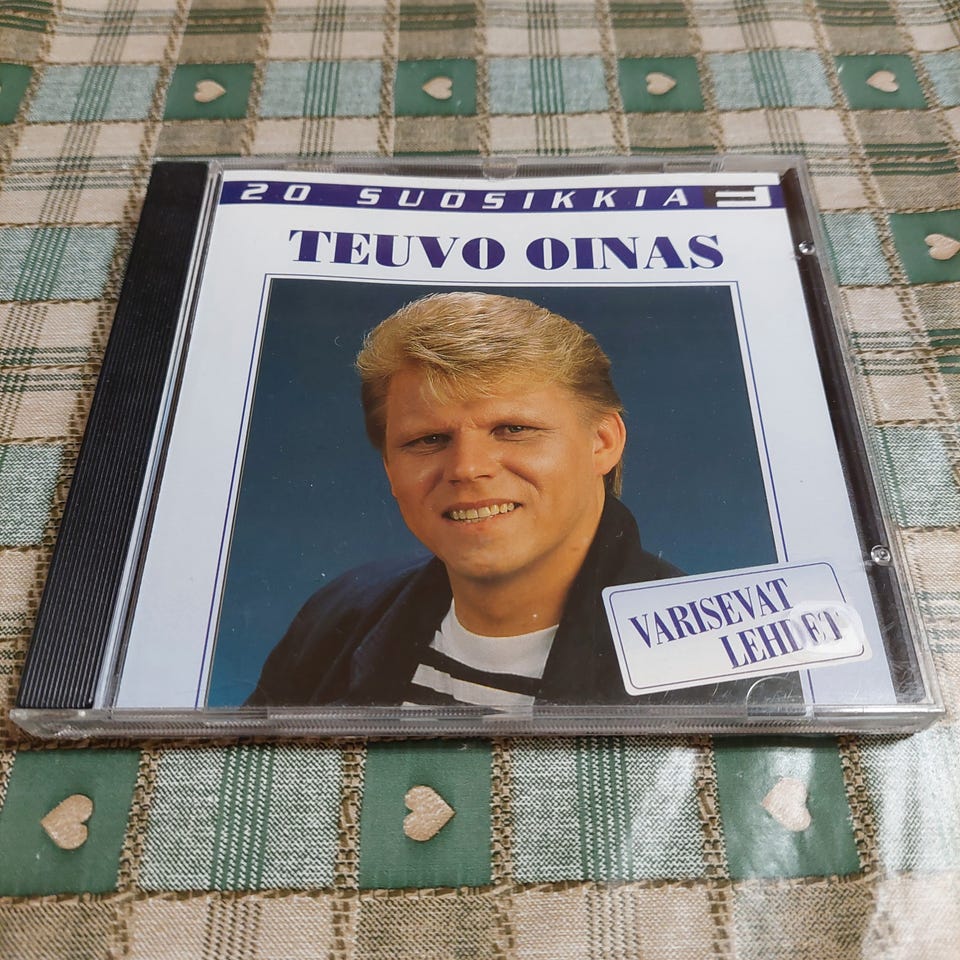 20 SUOSIKKIA F
TEUVO OINAS
VARISEVAT
LEHDET